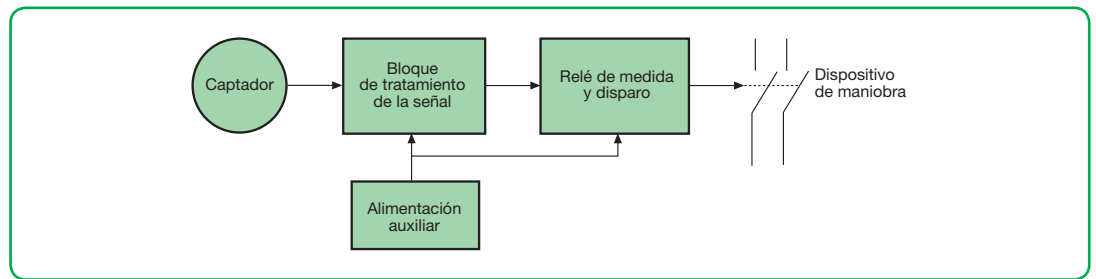 Captador
Bloque
de tratamiento
de la señal
Relé de medida
y disparo
Dispositivo
de maniobra
Alimentación
auxiliar